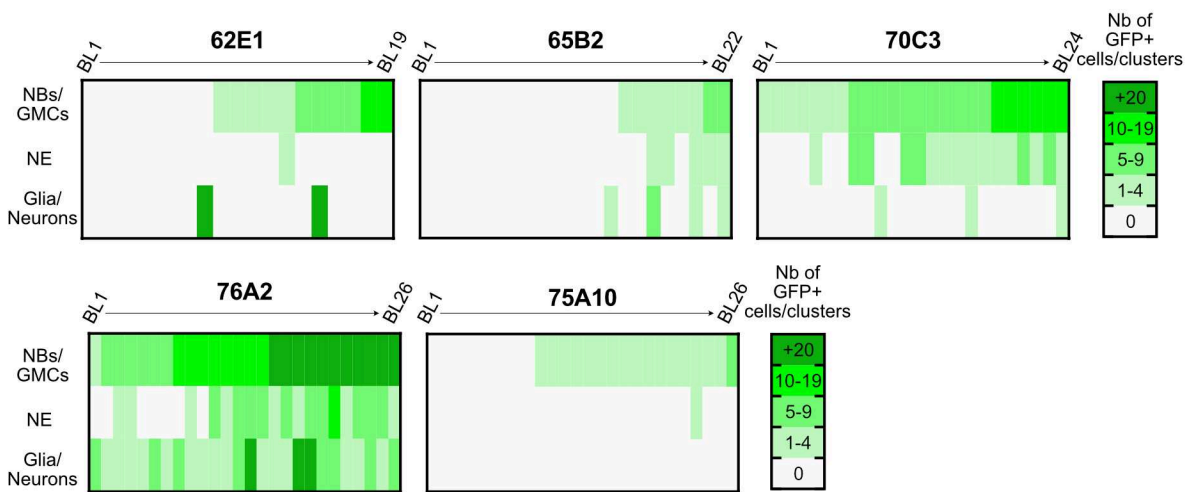 62E1
65B2
70C3
Nb of
GFP+
cells/clusters
BL1
BL19
BL1
BL22
BL1
BL24
NBs/
GMCs
NE
Glia/
Neurons
+20
10-19
5-9
1-4
0
76A2
75A10
Nb of
GFP+
cells/clusters
BL1
BL26
BL1
BL26
NBs/
GMCs
NE
Glia/
Neurons
+20
10-19
5-9
1-4
0